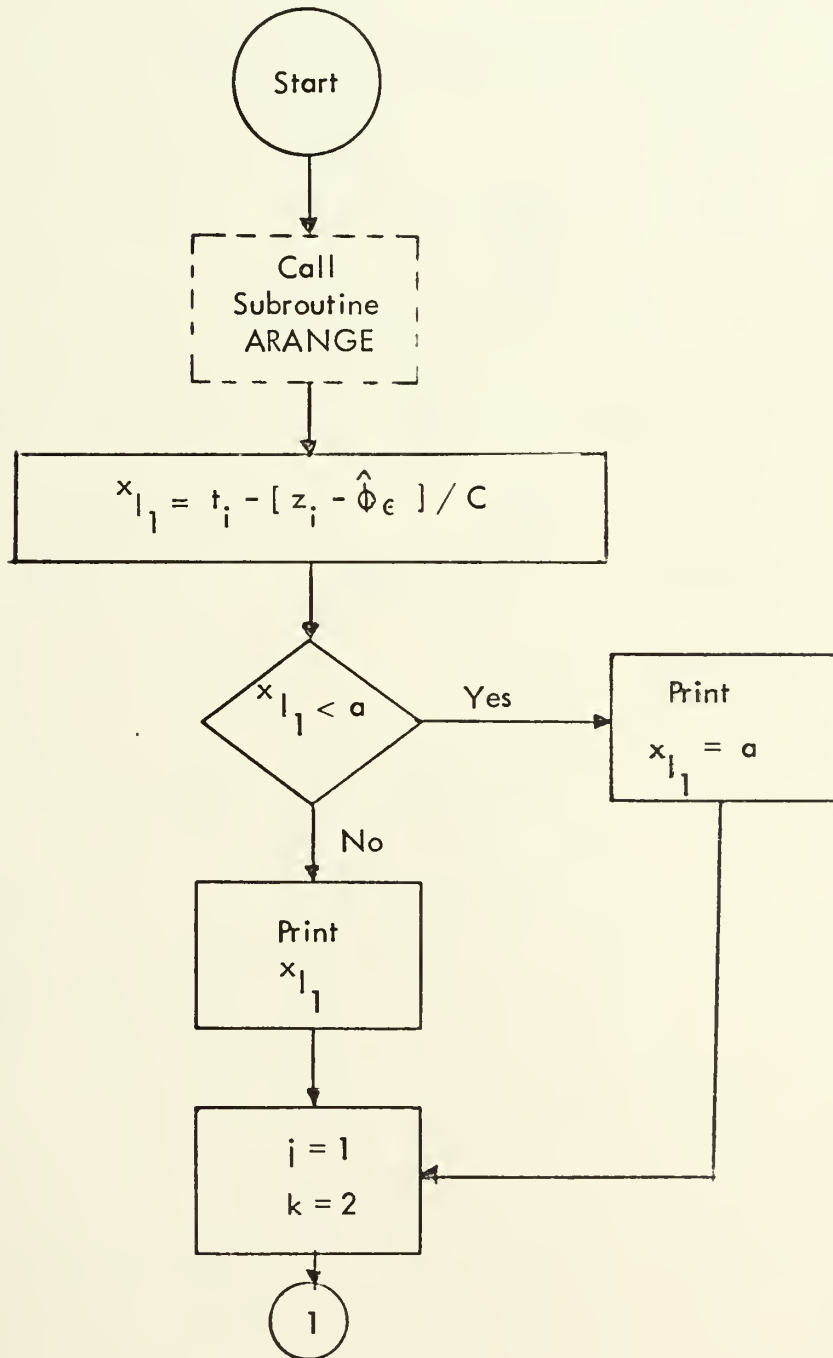 Start
Call
Subroutine
ARANGE
x_{l_1} = t_i - [ z_i - \hat{Φ}_ϵ ] / C
x_{l_1} < a
Yes
Print
x_{l_1} = a
No
Print
x_{l_1}
j = 1
k = 2
1